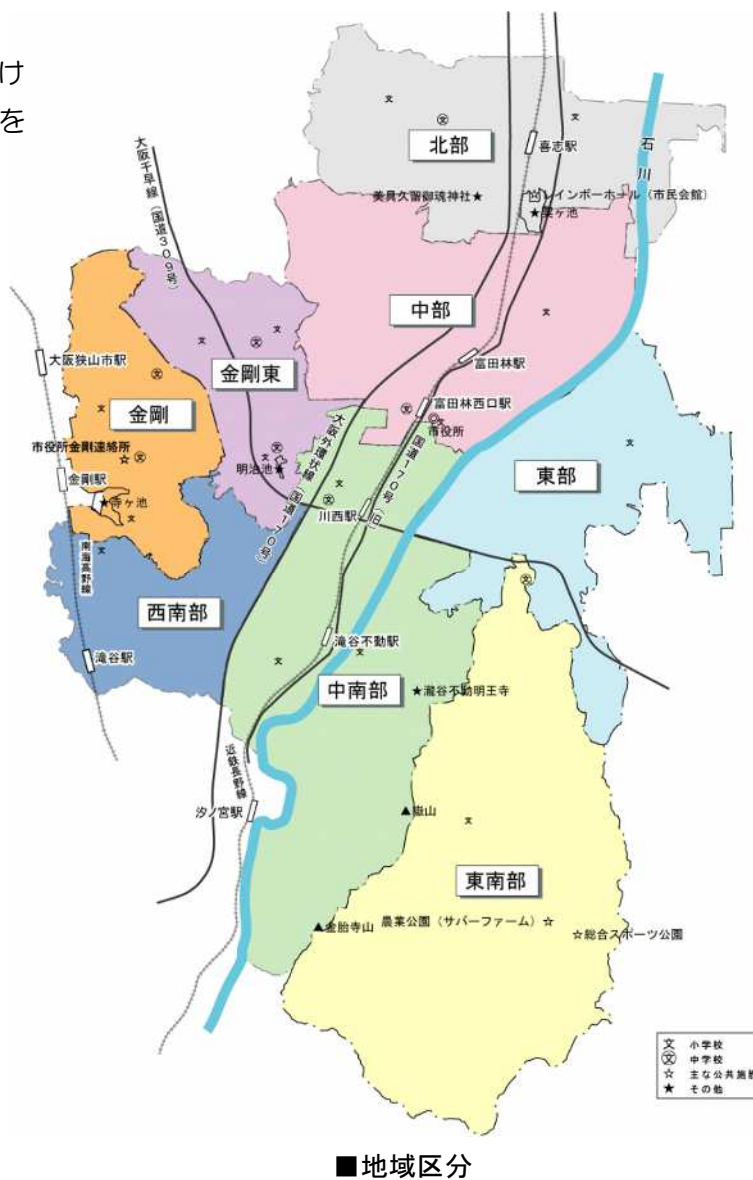 け
を
北部
喜志駅
石川
大阪千早線(国道309号)
美具久留御魂神社★
レインボーホール(市民会館)
★粟ヶ池
中部
金剛東
大阪狭山市駅
富田林駅
金剛
富田林西口駅
市役所
大阪外環状線(国道170号)
国道170号(旧)
市役所金剛連絡所
明治池★
東部
金剛駅
★寺ヶ池
川西駅
南海高野線
西南部
滝谷不動駅
滝谷駅
中南部
★瀧谷不動明王寺
近鉄長野線
汐ノ宮駅
▲嶽山
東南部
農業公園(サバーファーム)☆
▲金胎寺山
☆総合スポーツ公園
文 小学校
文 中学校
☆ 主な公共施設
★ その他
■地域区分